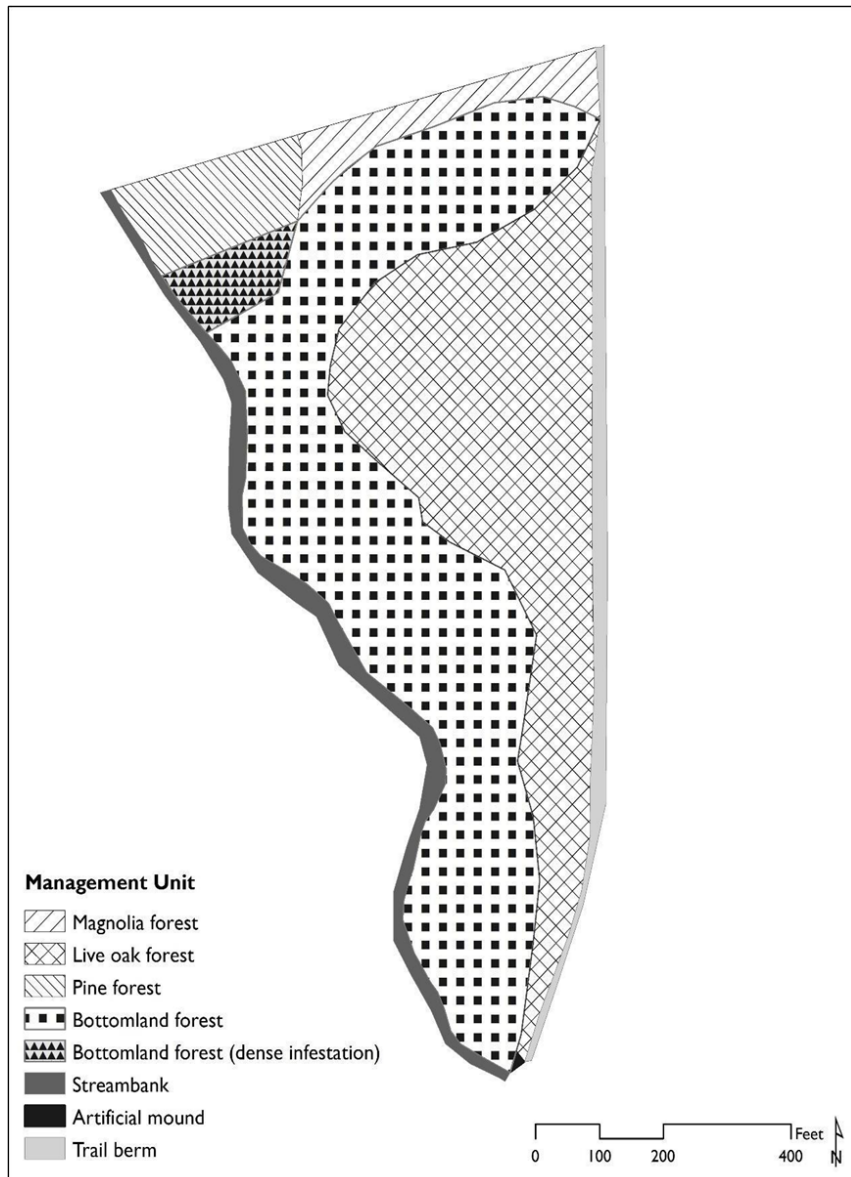 Management Unit
Magnolia forest
Live oak forest
Pine forest
Bottomland forest
Bottomland forest (dense infestation)
Streambank
Artificial mound
Trail berm
Feet
0 100 200 400
N